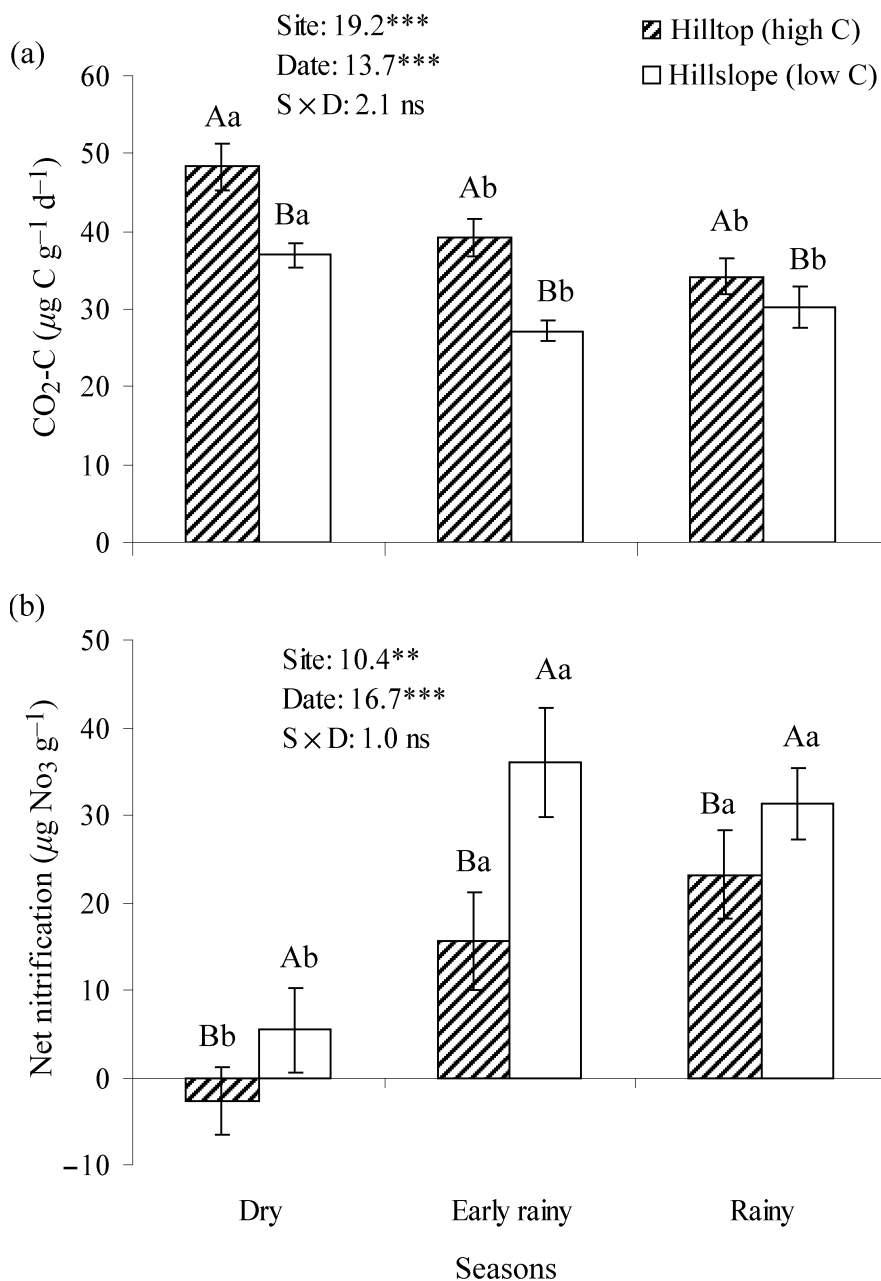 (a)
Site: 19.2***
Date: 13.7***
S × D: 2.1 ns
Hilltop (high C)
Hillslope (low C)
CO₂-C (µg C g⁻¹ d⁻¹)
60
50
40
30
20
10
0
Aa
Ba
Ab
Bb
Ab
Bb
(b)
Site: 10.4**
Date: 16.7***
S × D: 1.0 ns
Net nitrification (µg No₃ g⁻¹)
50
40
30
20
10
0
−10
Bb
Ab
Ba
Aa
Ba
Aa
Dry
Early rainy
Rainy
Seasons